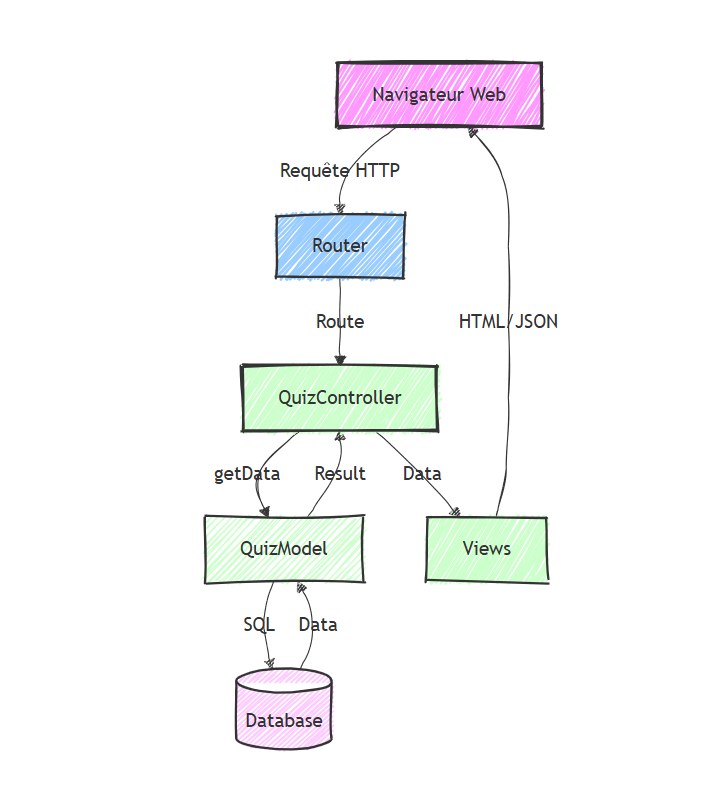 Navigateur Web
Requête HTTP
Router
Route
HTML/JSON
QuizController
getData
Result
Data
QuizModel
Views
SQL
Data
Database